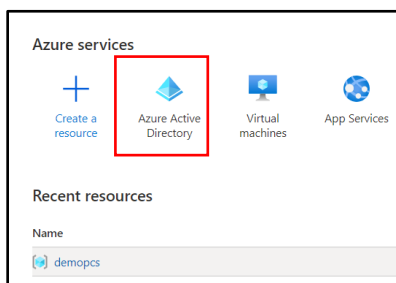 Azure services
Create a
resource
Azure Active
Directory
Virtual
machines
App Services
Recent resources
Name
demopcs